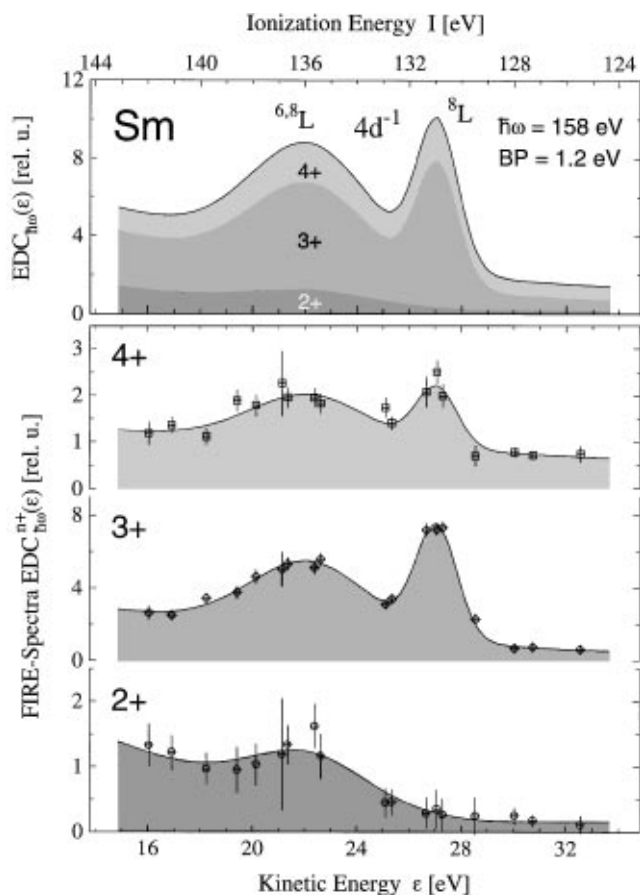 Ionization Energy I [eV]
144 140 136 132 128 124
12
8
4
0
EDCħω(ε) [rel. u.]
Sm
6,8L 4d⁻¹ 8L
ħω = 158 eV
BP = 1.2 eV
4+
3+
2+
FIRE-Spectra EDCⁿ⁺ħω(ε) [rel. u.]
4+
3
2
1
0
3+
8
4
0
2+
2
1
0
16 20 24 28 32
Kinetic Energy ε [eV]